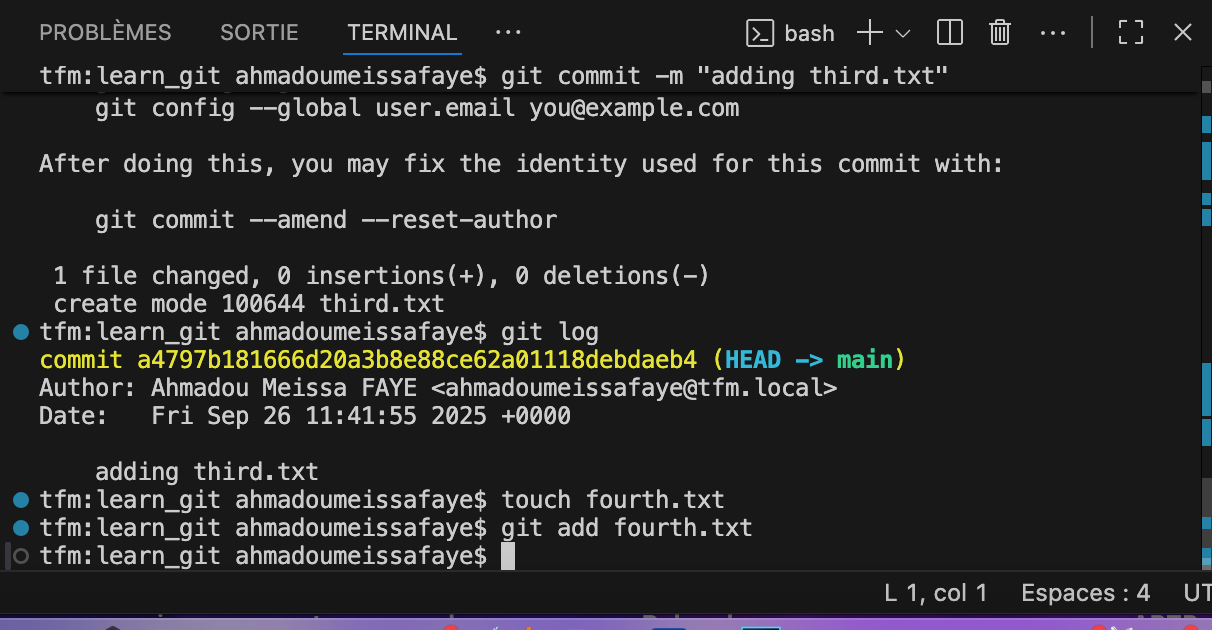 PROBLÈMES SORTIE TERMINAL ··· bash ···
tfm:learn_git ahmadoumeissafaye$ git commit -m "adding third.txt"
git config --global user.email you@example.com
After doing this, you may fix the identity used for this commit with:
git commit --amend --reset-author
1 file changed, 0 insertions(+), 0 deletions(-)
create mode 100644 third.txt
tfm:learn_git ahmadoumeissafaye$ git log
commit a4797b181666d20a3b8e88ce62a01118debdaeb4 (HEAD -> main)
Author: Ahmadou Meissa FAYE <ahmadoumeissafaye@tfm.local>
Date:   Fri Sep 26 11:41:55 2025 +0000
adding third.txt
tfm:learn_git ahmadoumeissafaye$ touch fourth.txt
tfm:learn_git ahmadoumeissafaye$ git add fourth.txt
tfm:learn_git ahmadoumeissafaye$
L 1, col 1 Espaces : 4 UT